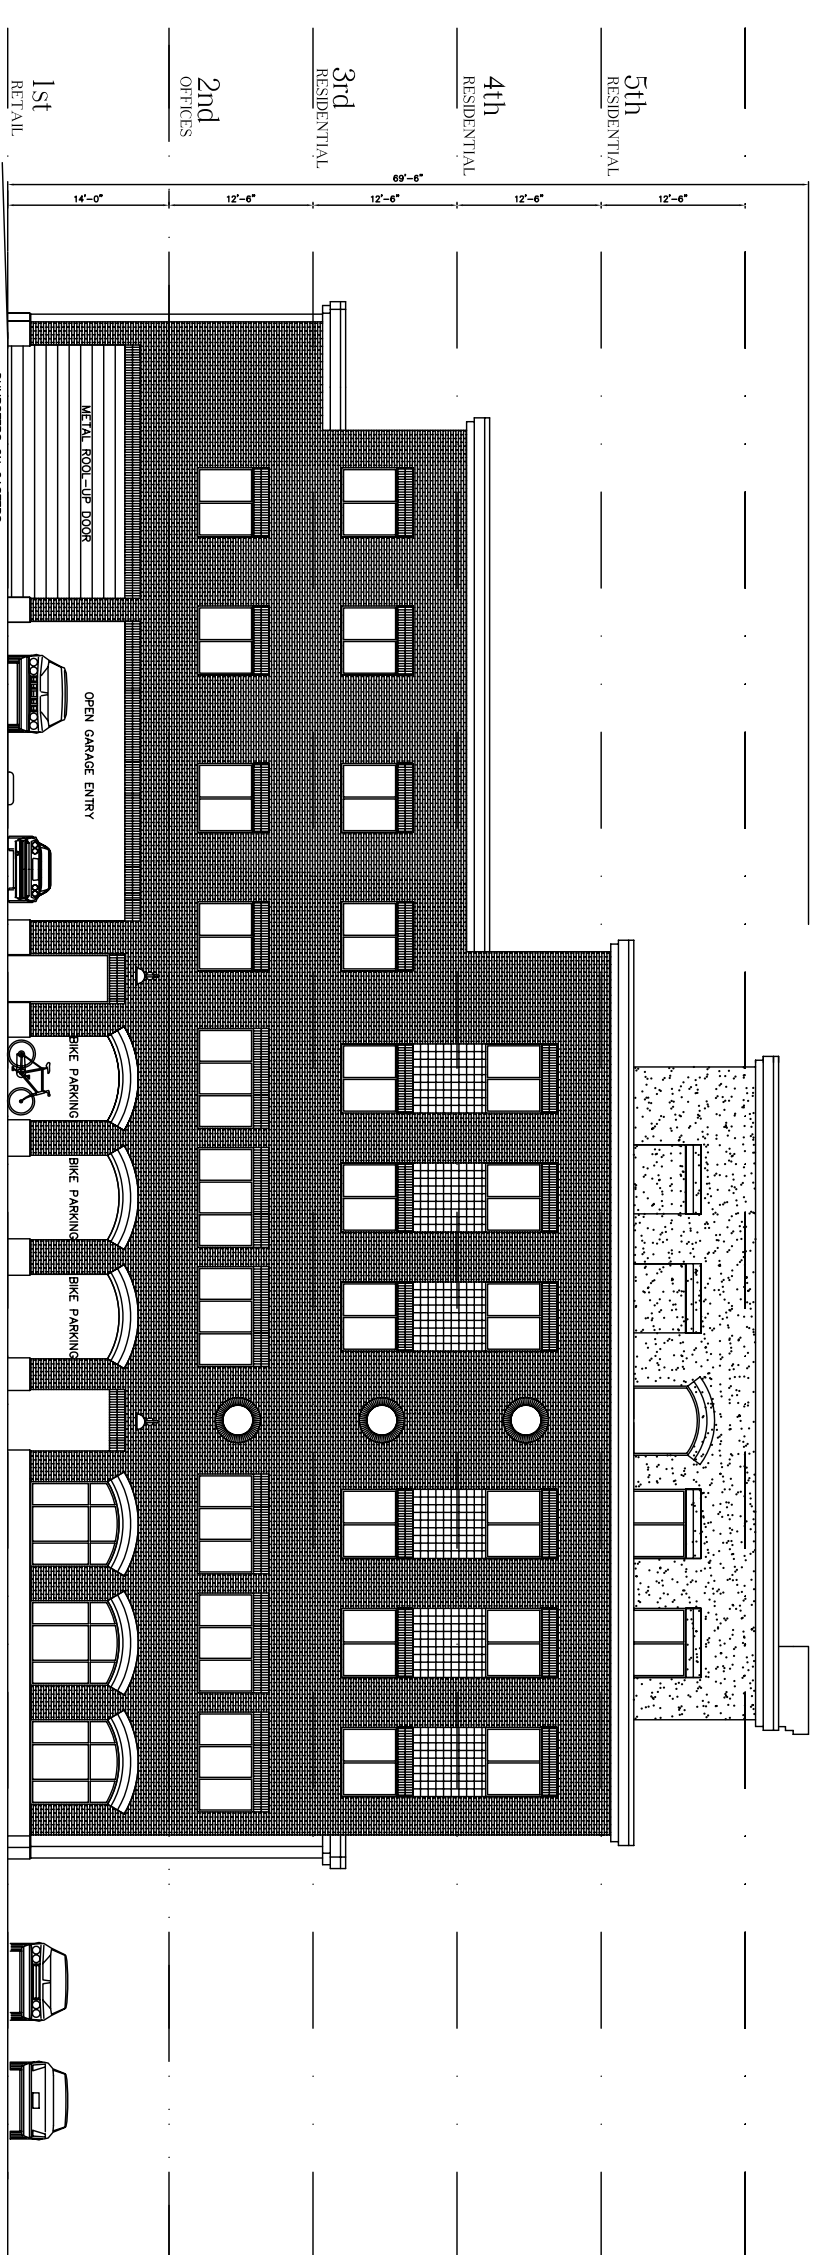 5th
RESIDENTIAL
4th
RESIDENTIAL
3rd
RESIDENTIAL
2nd
OFFICES
1st
RETAIL
69'-6"
12'-6"
12'-6"
12'-6"
12'-6"
14'-0"
METAL ROOL-UP DOOR
OPEN GARAGE ENTRY
BIKE PARKING
BIKE PARKING
BIKE PARKING